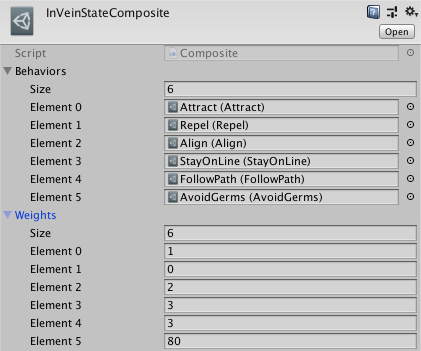 InVeinStateComposite
Open
Script Composite
Behaviors
Size 6
Element 0 Attract (Attract)
Element 1 Repel (Repel)
Element 2 Align (Align)
Element 3 StayOnLine (StayOnLine)
Element 4 FollowPath (FollowPath)
Element 5 AvoidGerms (AvoidGerms)
Weights
Size 6
Element 0 1
Element 1 0
Element 2 2
Element 3 3
Element 4 3
Element 5 80